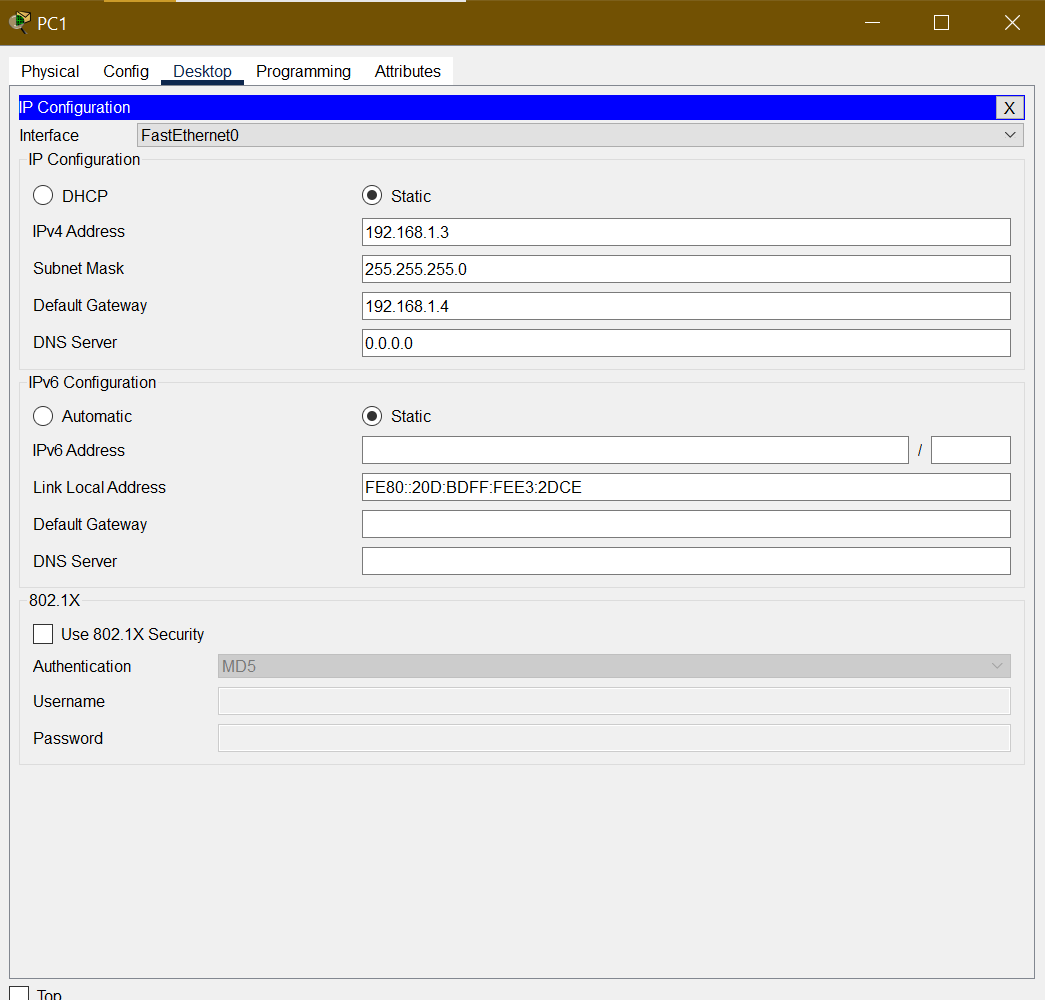 PC1
Physical Config Desktop Programming Attributes
IP Configuration X
Interface FastEthernet0
IP Configuration
DHCP Static
IPv4 Address 192.168.1.3
Subnet Mask 255.255.255.0
Default Gateway 192.168.1.4
DNS Server 0.0.0.0
IPv6 Configuration
Automatic Static
IPv6 Address /
Link Local Address FE80::20D:BDFF:FEE3:2DCE
Default Gateway
DNS Server
802.1X
Use 802.1X Security
Authentication MD5
Username
Password
Top